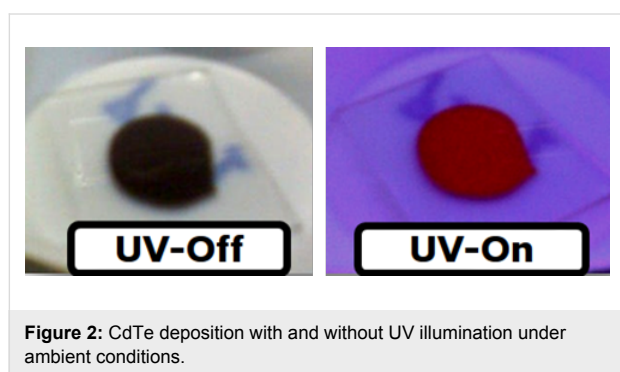 UV-Off
UV-On
Figure 2: CdTe deposition with and without UV illumination under
ambient conditions.